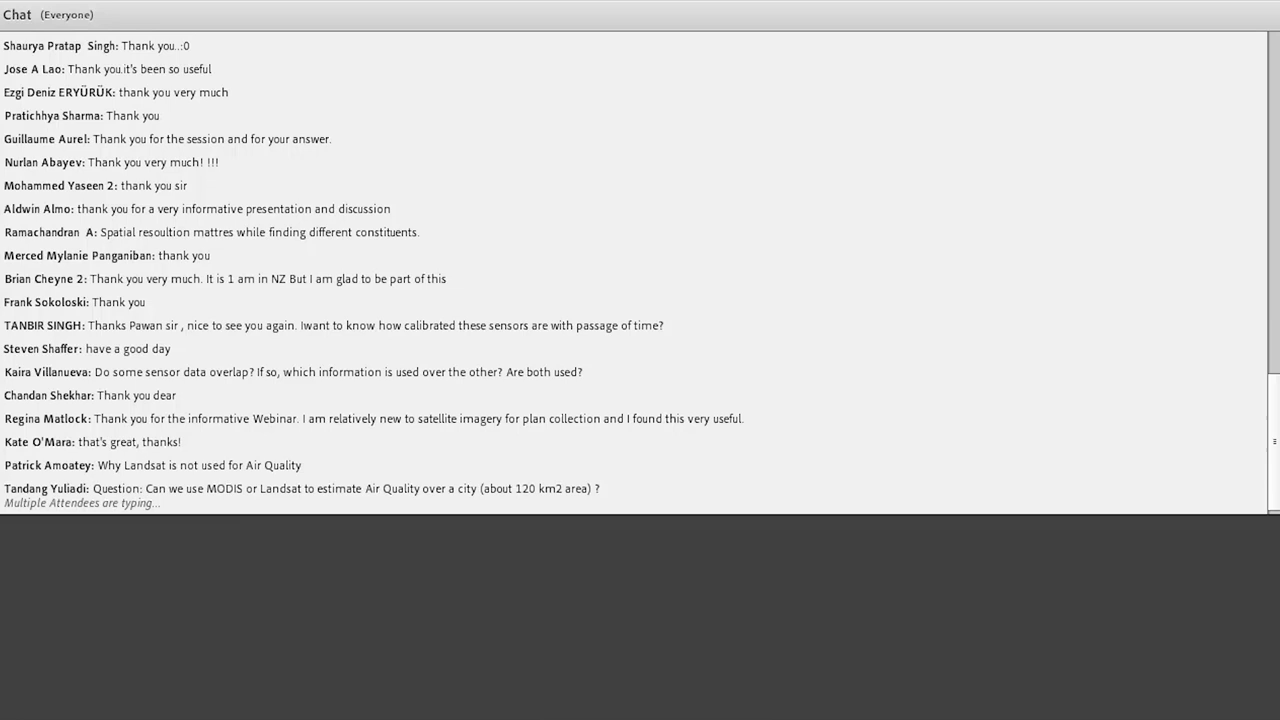 Chat (Everyone)
Shaurya Pratap Singh: Thank you..:0
Jose A Lao: Thank you.it's been so useful
Ezgi Deniz ERYÜRÜK: thank you very much
Pratichhya Sharma: Thank you
Guillaume Aurel: Thank you for the session and for your answer.
Nurlan Abayev: Thank you very much! !!!
Mohammed Yaseen 2: thank you sir
Aldwin Almo: thank you for a very informative presentation and discussion
Ramachandran A: Spatial resoultion mattres while finding different constituents.
Merced Mylanie Panganiban: thank you
Brian Cheyne 2: Thank you very much. It is 1 am in NZ But I am glad to be part of this
Frank Sokoloski: Thank you
TANBIR SINGH: Thanks Pawan sir , nice to see you again. Iwant to know how calibrated these sensors are with passage of time?
Steven Shaffer: have a good day
Kaira Villanueva: Do some sensor data overlap? If so, which information is used over the other? Are both used?
Chandan Shekhar: Thank you dear
Regina Matlock: Thank you for the informative Webinar. I am relatively new to satellite imagery for plan collection and I found this very useful.
Kate O'Mara: that's great, thanks!
Patrick Amoatey: Why Landsat is not used for Air Quality
Tandang Yuliadi: Question: Can we use MODIS or Landsat to estimate Air Quality over a city (about 120 km2 area) ?
Multiple Attendees are typing...